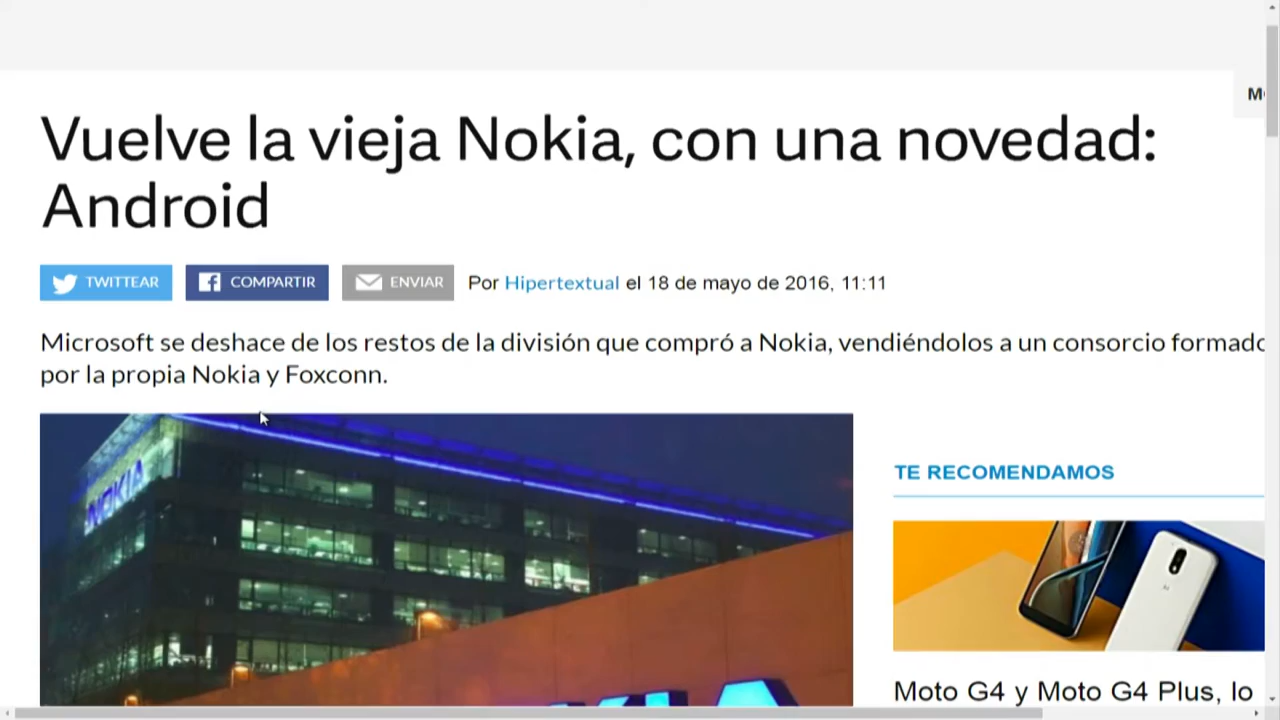 Vuelve la vieja Nokia, con una novedad:
Android
TWITTEAR
COMPARTIR
ENVIAR
Por Hipertextual el 18 de mayo de 2016, 11:11
Microsoft se deshace de los restos de la división que compró a Nokia, vendiéndolos a un consorcio formado
por la propia Nokia y Foxconn.
NOKIA
TE RECOMENDAMOS
Moto G4 y Moto G4 Plus, lo